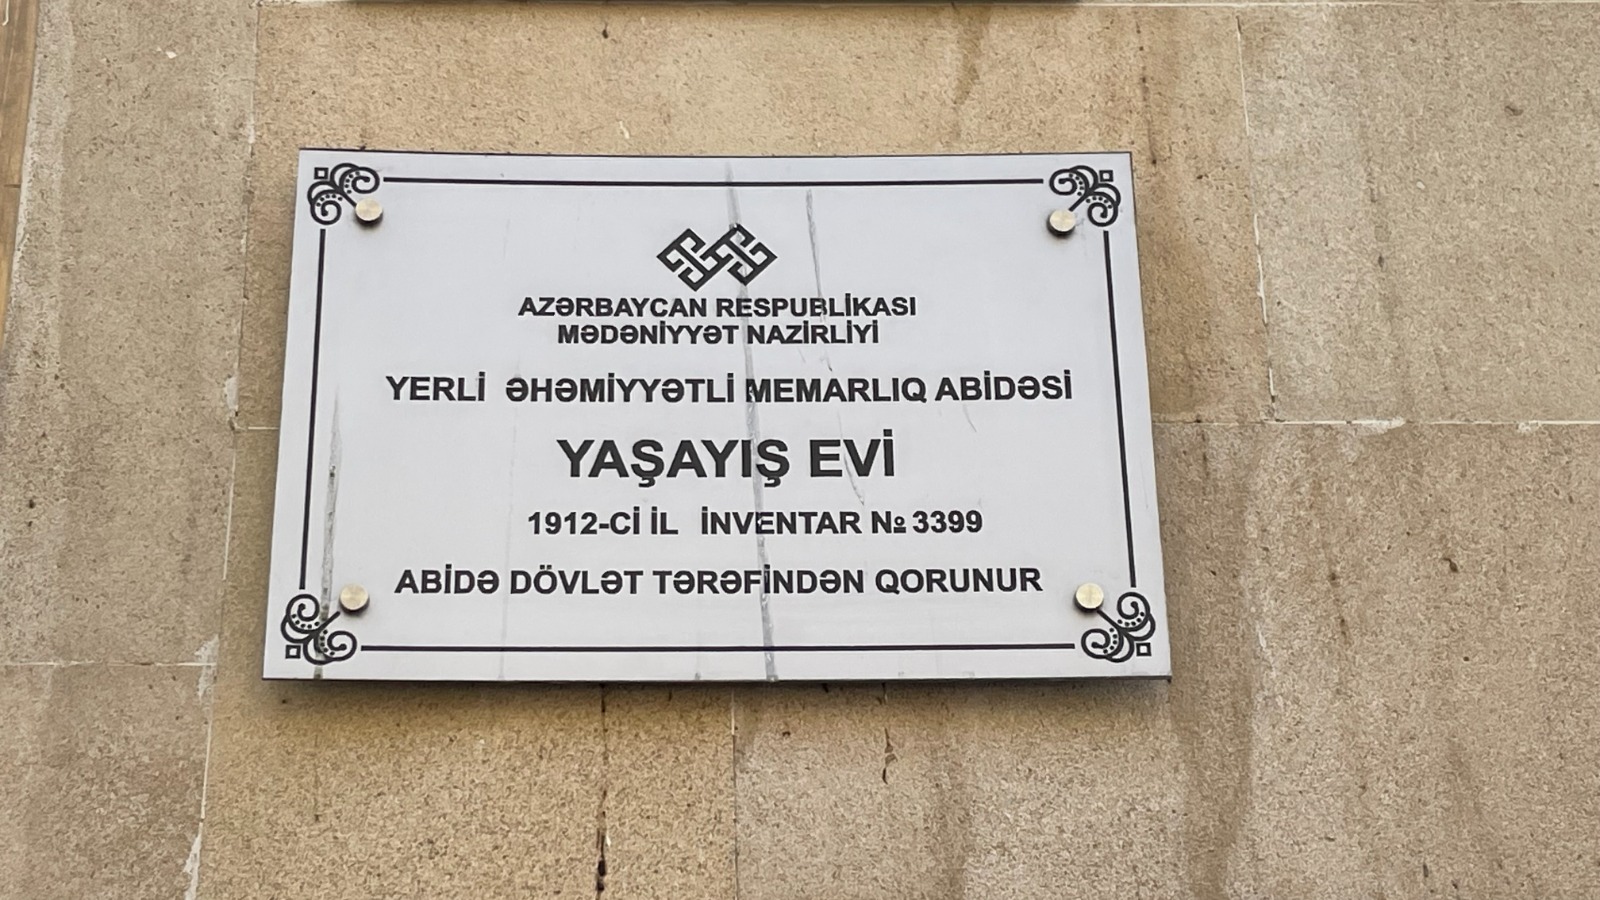 AZƏRBAYCAN RESPUBLİKASI
MƏDƏNİYYƏT NAZİRLİYİ
YERLİ ƏHƏMİYYƏTLİ MEMARLIQ ABİDƏSİ
YAŞAYIŞ EVİ
1912-Cİ İL İNVENTAR № 3399
ABİDƏ DÖVLƏT TƏRƏFİNDƏN QORUNUR